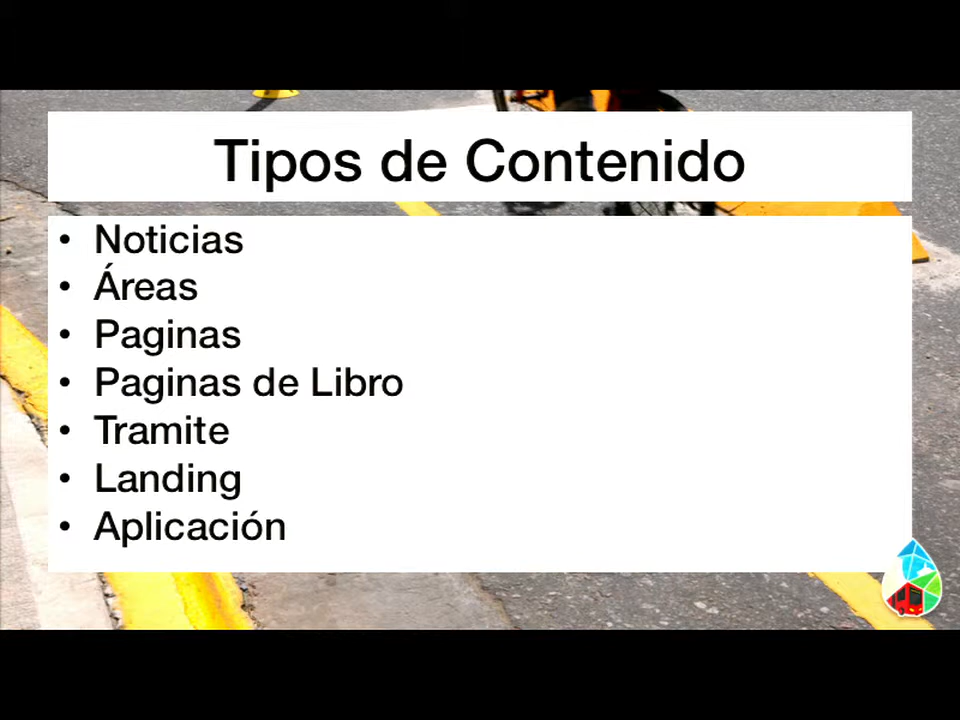 Tipos de Contenido
• Noticias
• Áreas
• Paginas
• Paginas de Libro
• Tramite
• Landing
• Aplicación